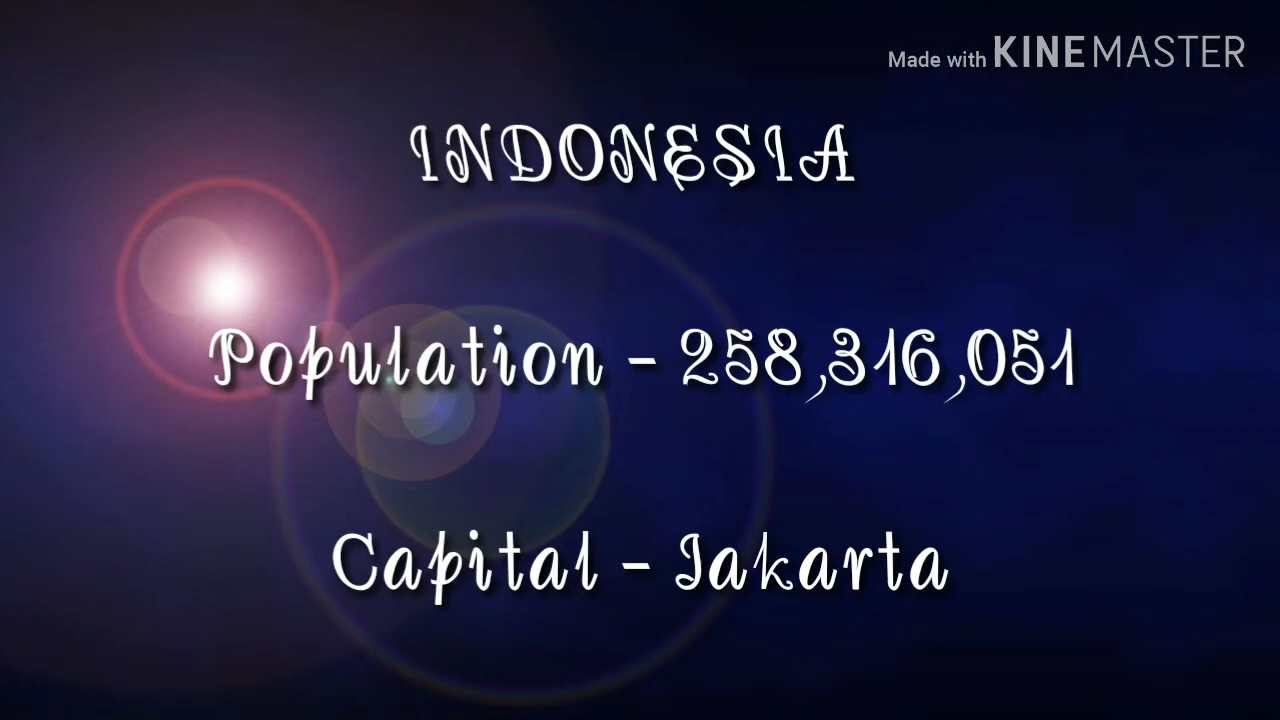 Made with KINEMASTER
INDONESIA
Population - 258,316,051
Capital - Jakarta